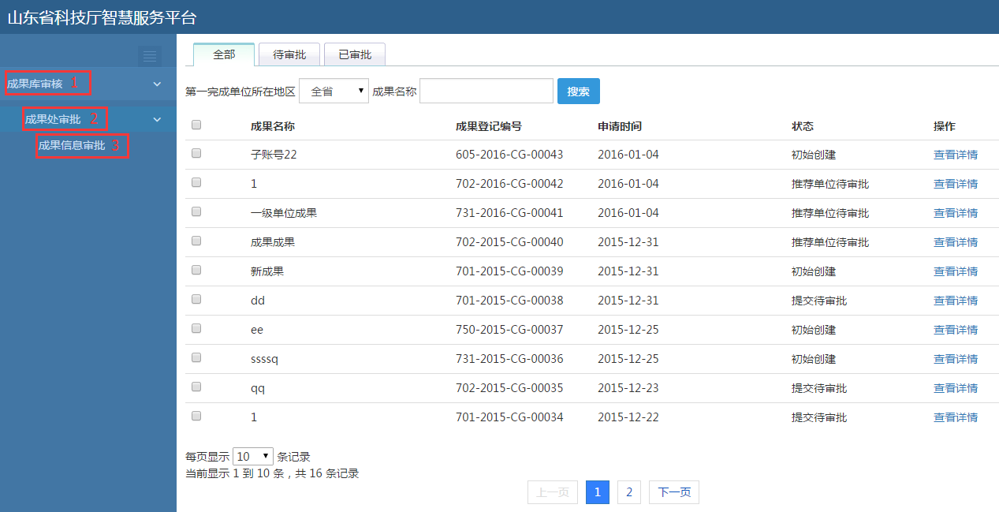 山东省科技厅智慧服务平台
成果库审核 1
成果处审批 2
成果信息审批 3
全部 待审批 已审批
第一完成单位所在地区 全省 成果名称 搜索
成果名称 成果登记编号 申请时间 状态 操作
子账号22 605-2016-CG-00043 2016-01-04 初始创建 查看详情
1 702-2016-CG-00042 2016-01-04 推荐单位待审批 查看详情
一级单位成果 731-2016-CG-00041 2016-01-04 推荐单位待审批 查看详情
成果成果 702-2015-CG-00040 2015-12-31 推荐单位待审批 查看详情
新成果 701-2015-CG-00039 2015-12-31 初始创建 查看详情
dd 701-2015-CG-00038 2015-12-31 提交待审批 查看详情
ee 750-2015-CG-00037 2015-12-25 初始创建 查看详情
ssssq 731-2015-CG-00036 2015-12-25 初始创建 查看详情
qq 702-2015-CG-00035 2015-12-23 提交待审批 查看详情
1 701-2015-CG-00034 2015-12-22 提交待审批 查看详情
每页显示 10 条记录
当前显示 1 到 10 条，共 16 条记录
上一页 1 2 下一页